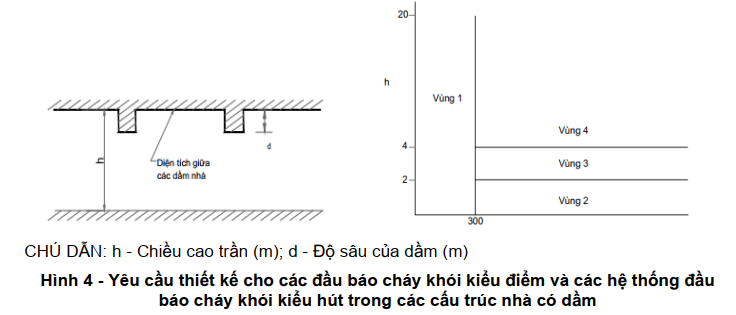 h
d
Diện tích giữa
các dầm nhà
20
h
Vùng 1
Vùng 4
4
Vùng 3
2
Vùng 2
300
CHÚ DẪN: h - Chiều cao trần (m); d - Độ sâu của dầm (m)
Hình 4 - Yêu cầu thiết kế cho các đầu báo cháy khói kiểu điểm và các hệ thống đầu
báo cháy khói kiểu hút trong các cấu trúc nhà có dầm